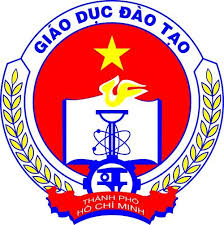 GIÁO DỤC ĐÀO TẠO
THÀNH PHỐ
HỒ CHÍ MINH